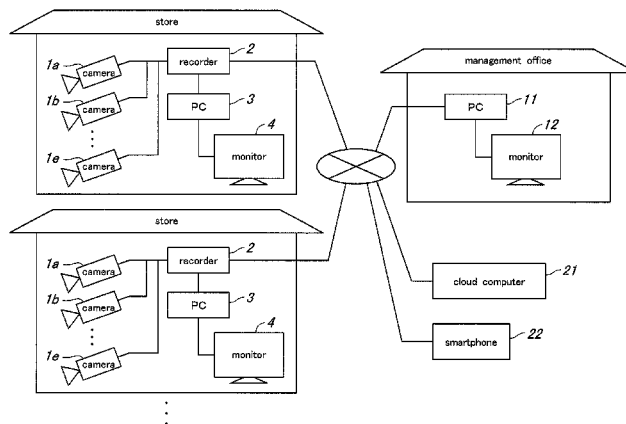 store
1a
camera
1b
camera
1e
camera
recorder
2
PC
3
4
monitor
store
1a
camera
1b
camera
1e
camera
recorder
2
PC
3
4
monitor
management office
PC
11
12
monitor
cloud computer
21
smartphone
22